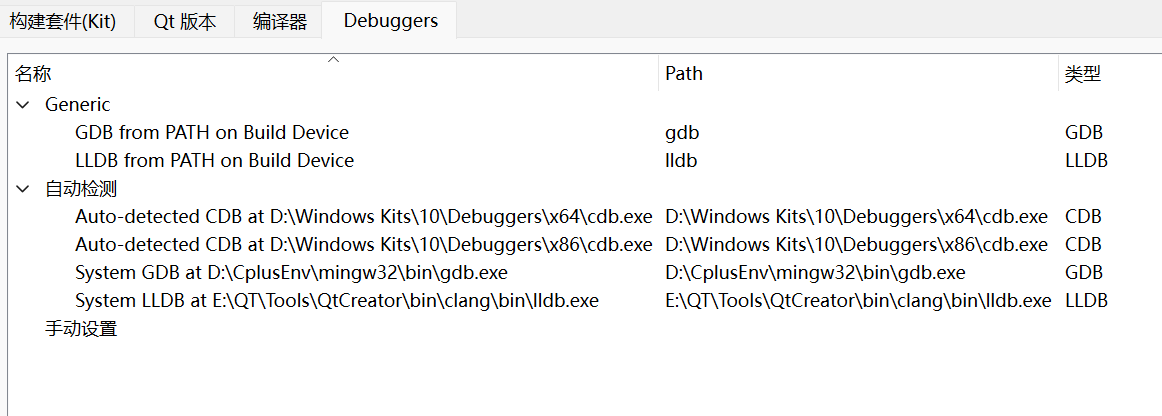 构建套件(Kit) Qt 版本 编译器 Debuggers
名称 Path 类型
Generic
GDB from PATH on Build Device gdb GDB
LLDB from PATH on Build Device lldb LLDB
自动检测
Auto-detected CDB at D:\Windows Kits\10\Debuggers\x64\cdb.exe D:\Windows Kits\10\Debuggers\x64\cdb.exe CDB
Auto-detected CDB at D:\Windows Kits\10\Debuggers\x86\cdb.exe D:\Windows Kits\10\Debuggers\x86\cdb.exe CDB
System GDB at D:\CplusEnv\mingw32\bin\gdb.exe D:\CplusEnv\mingw32\bin\gdb.exe GDB
System LLDB at E:\QT\Tools\QtCreator\bin\clang\bin\lldb.exe E:\QT\Tools\QtCreator\bin\clang\bin\lldb.exe LLDB
手动设置